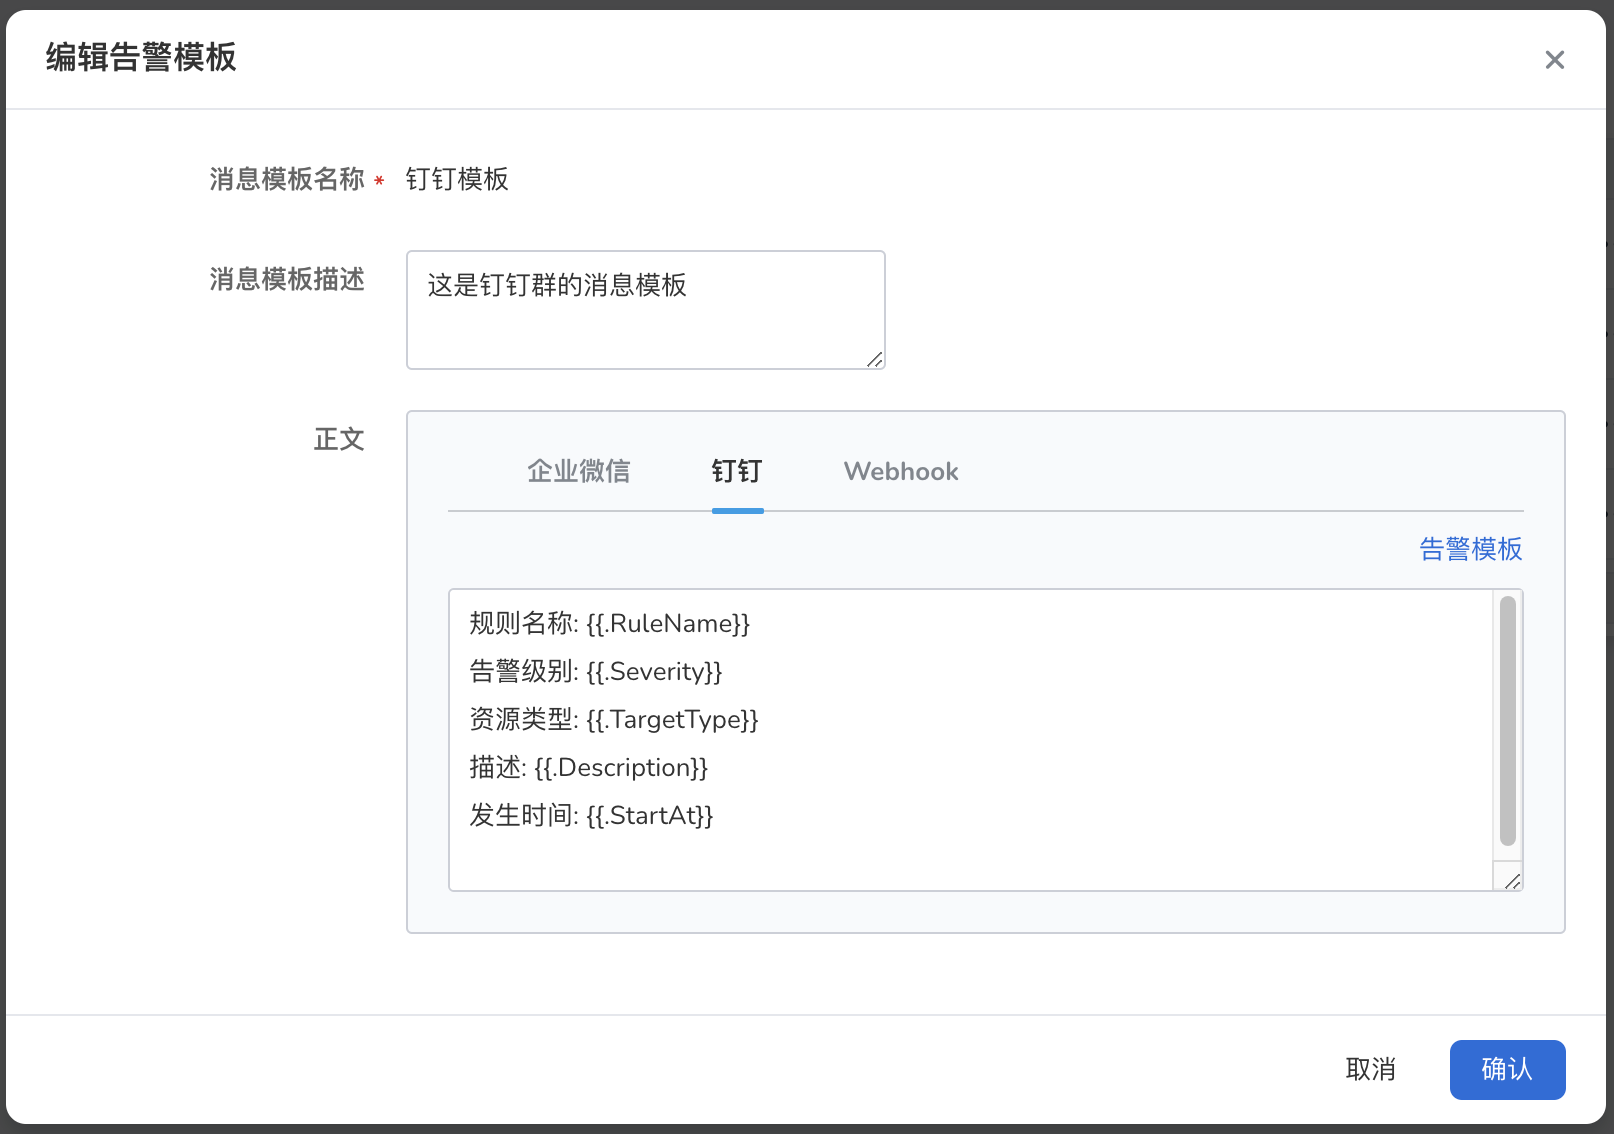 编辑告警模板
消息模板名称 * 钉钉模板
消息模板描述
这是钉钉群的消息模板
正文
企业微信 钉钉 Webhook
告警模板
规则名称: {{.RuleName}}
告警级别: {{.Severity}}
资源类型: {{.TargetType}}
描述: {{.Description}}
发生时间: {{.StartAt}}
取消 确认